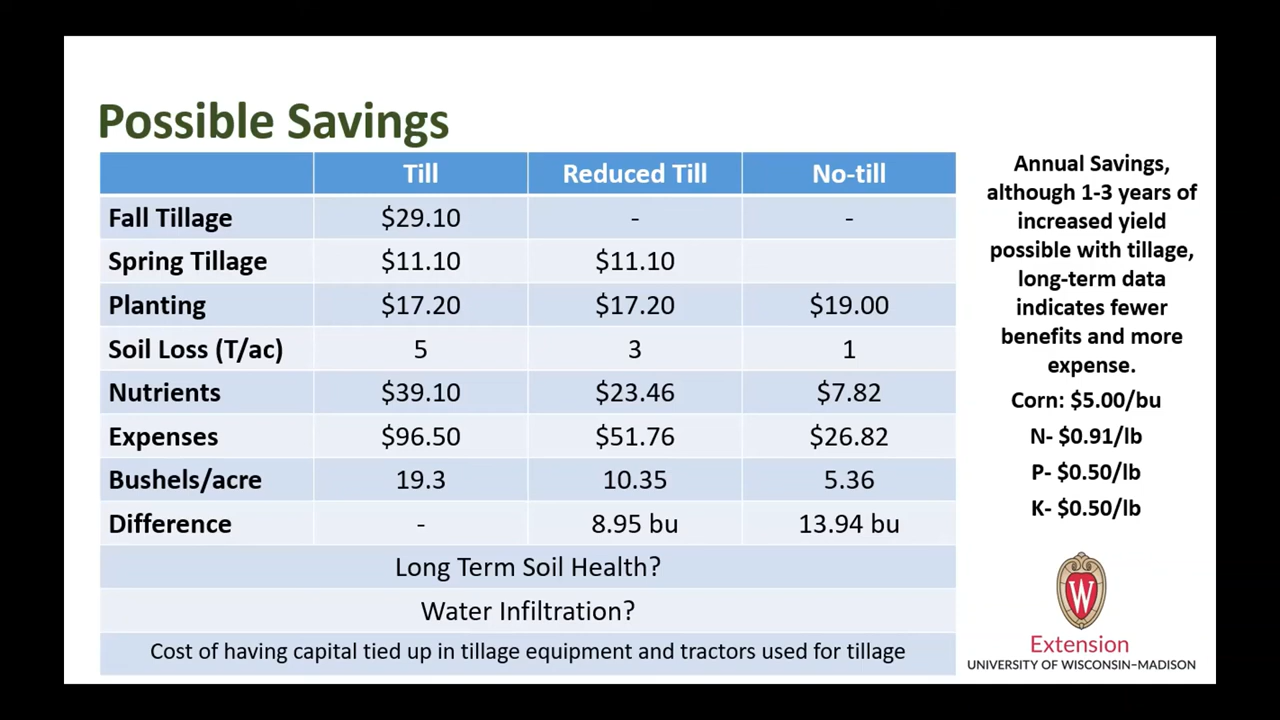 Possible Savings
Till Reduced Till No-till
Fall Tillage $29.10 - -
Spring Tillage $11.10 $11.10
Planting $17.20 $17.20 $19.00
Soil Loss (T/ac) 5 3 1
Nutrients $39.10 $23.46 $7.82
Expenses $96.50 $51.76 $26.82
Bushels/acre 19.3 10.35 5.36
Difference - 8.95 bu 13.94 bu
Long Term Soil Health?
Water Infiltration?
Cost of having capital tied up in tillage equipment and tractors used for tillage
Annual Savings,
although 1-3 years of
increased yield
possible with tillage,
long-term data
indicates fewer
benefits and more
expense.
Corn: $5.00/bu
N- $0.91/lb
P- $0.50/lb
K- $0.50/lb
W
Extension
UNIVERSITY OF WISCONSIN–MADISON